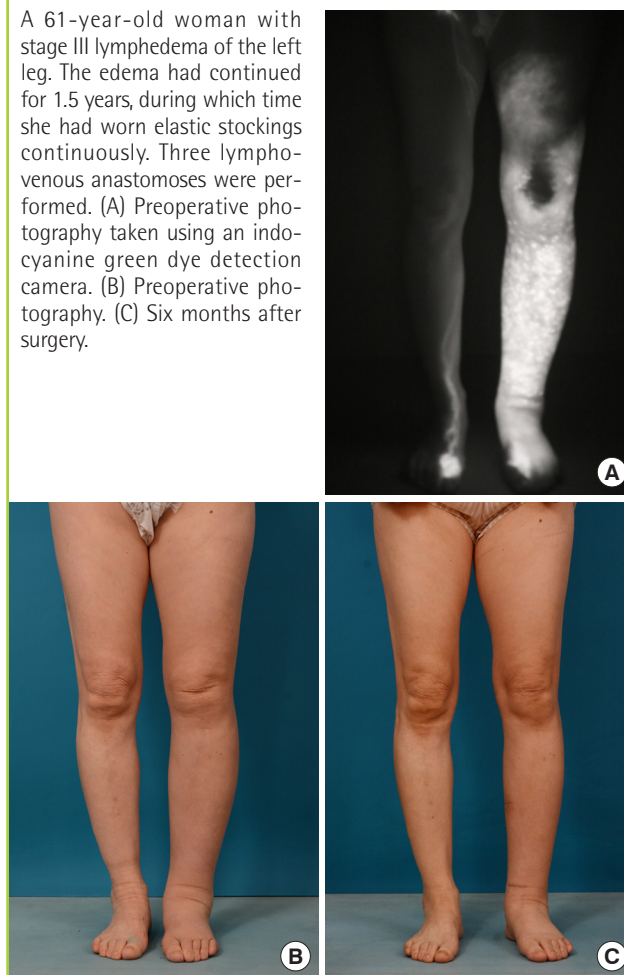 A 61-year-old woman with
stage III lymphedema of the left
leg. The edema had continued
for 1.5 years, during which time
she had worn elastic stockings
continuously. Three lympho-
venous anastomoses were per-
formed. (A) Preoperative pho-
tography taken using an indo-
cyanine green dye detection
camera. (B) Preoperative pho-
tography. (C) Six months after
surgery.
A
B
C